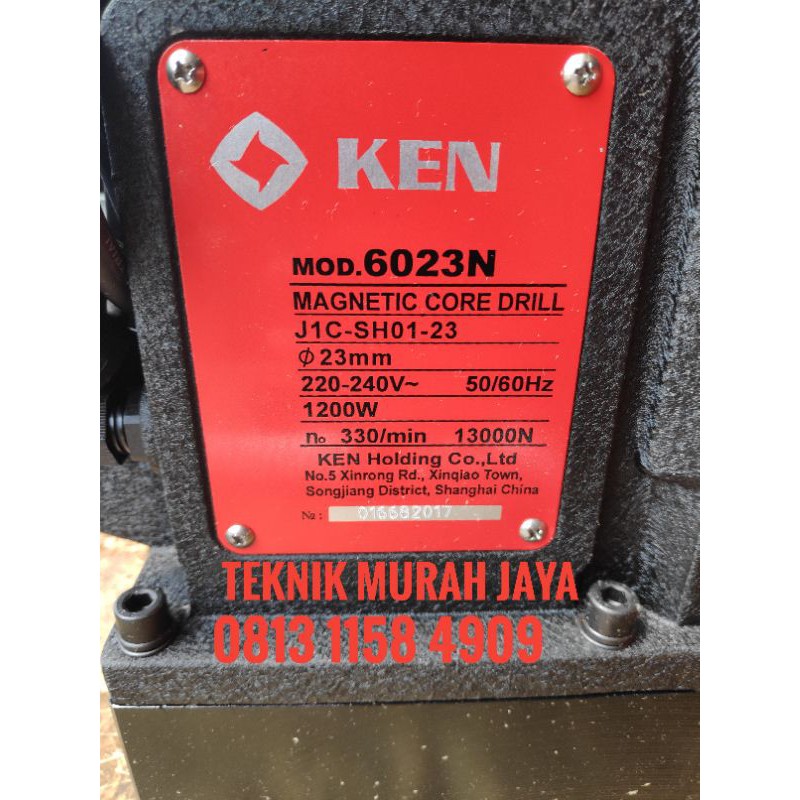 KEN
MOD.6023N
MAGNETIC CORE DRILL
J1C-SH01-23
ϕ 23mm
220-240V~ 50/60Hz
1200W
n₀ 330/min 13000N
KEN Holding Co.,Ltd
No.5 Xinrong Rd., Xinqiao Town,
Songjiang District, Shanghai China
№: 016682017
TEKNIK MURAH JAYA
0813 1158 4909